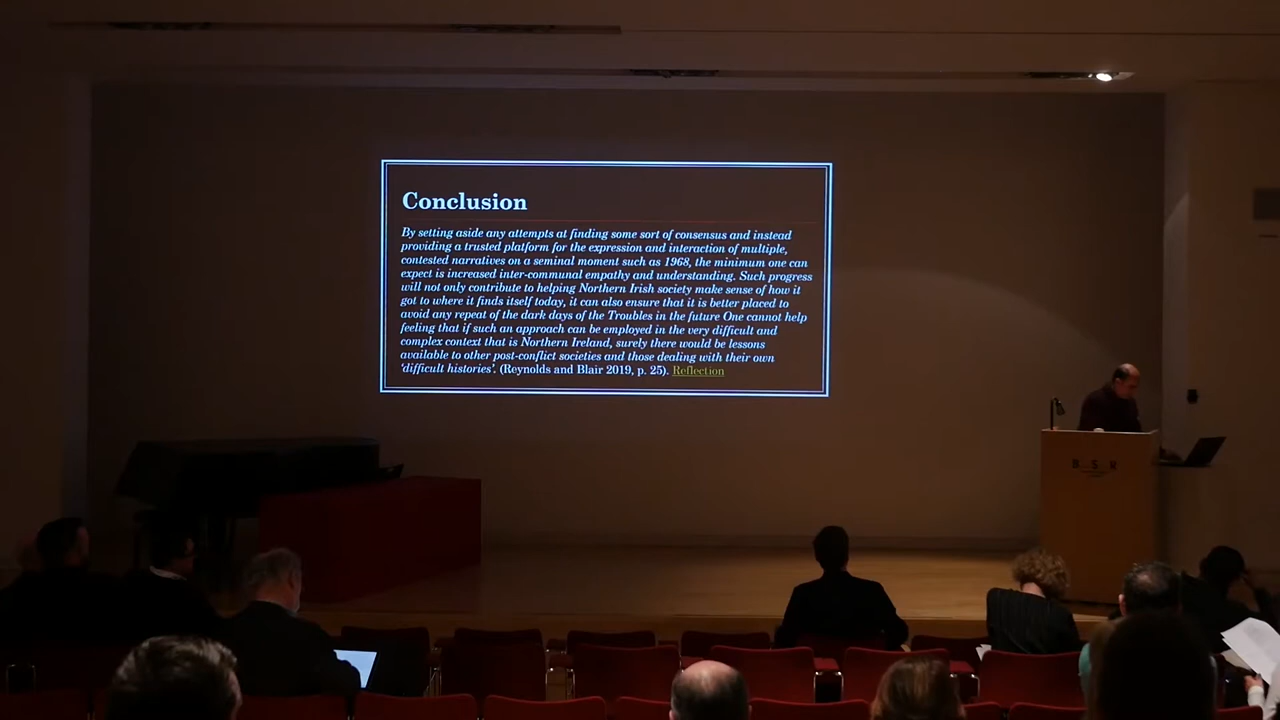 Conclusion
By setting aside any attempts at finding some sort of consensus and instead
providing a trusted platform for the expression and interaction of multiple,
contested narratives on a seminal moment such as 1968, the minimum one can
expect is increased inter-communal empathy and understanding. Such progress
will not only contribute to helping Northern Irish society make sense of how it
got to where it finds itself today, it can also ensure that it is better placed to
avoid any repeat of the dark days of the Troubles in the future One cannot help
feeling that if such an approach can be employed in the very difficult and
complex context that is Northern Ireland, surely there would be lessons
available to other post-conflict societies and those dealing with their own
'difficult histories'. (Reynolds and Blair 2019, p. 25). Reflection